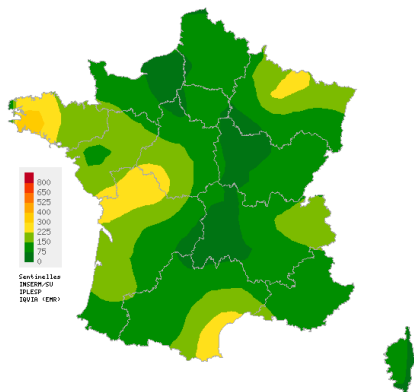 800
650
525
400
300
225
150
75
0
Sentinelles
INSERM/SU
IPLESP
IQVIA (EMR)